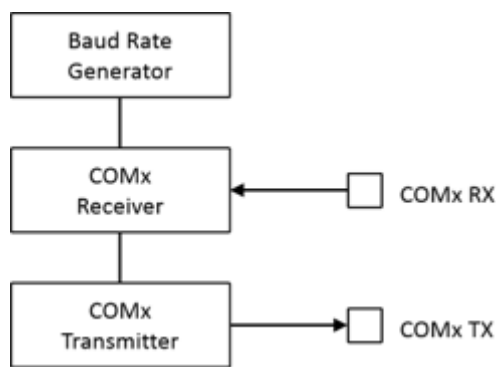 Baud Rate
Generator
COMx
Receiver
COMx RX
COMx
Transmitter
COMx TX